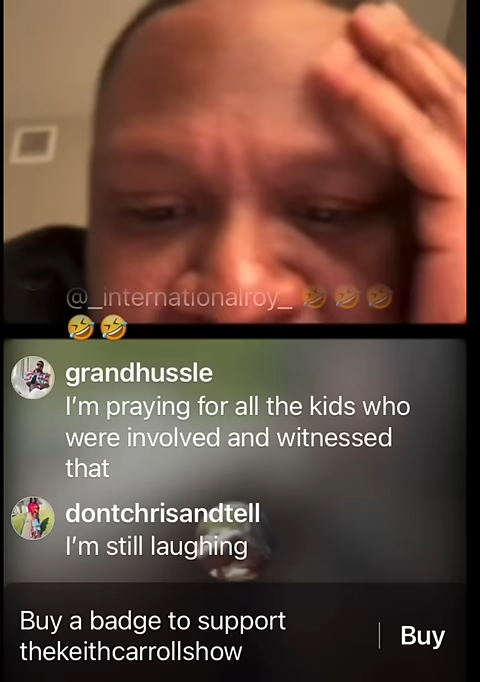 @_internationalroy_ 🤣 🤣 🤣
🤣 🤣
grandhussle
I'm praying for all the kids who
were involved and witnessed
that
dontchrisandtell
I'm still laughing
Buy a badge to support
thekeithcarrollshow
Buy